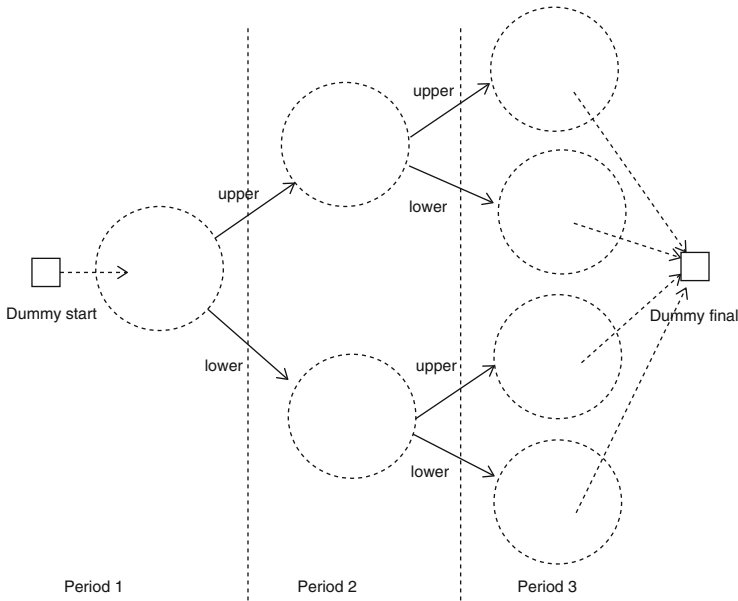 upper
upper
lower
Dummy start
Dummy final
lower
upper
lower
Period 1
Period 2
Period 3